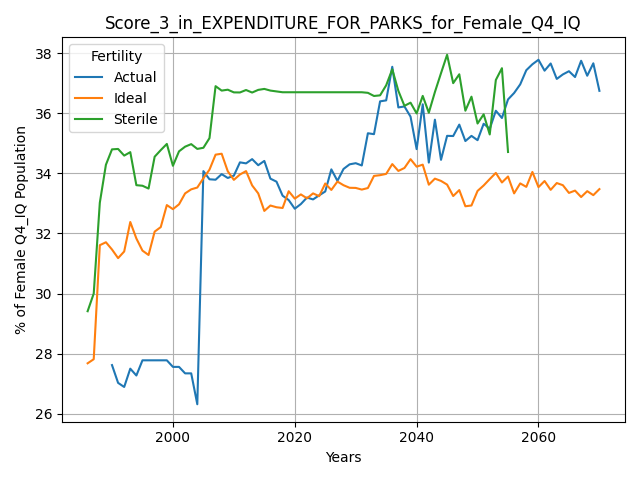 Score_3_in_EXPENDITURE_FOR_PARKS_for_Female_Q4_IQ
Fertility
Actual
Ideal
Sterile
% of Female Q4_IQ Population
38
36
34
32
30
28
26
2000
2020
2040
2060
Years